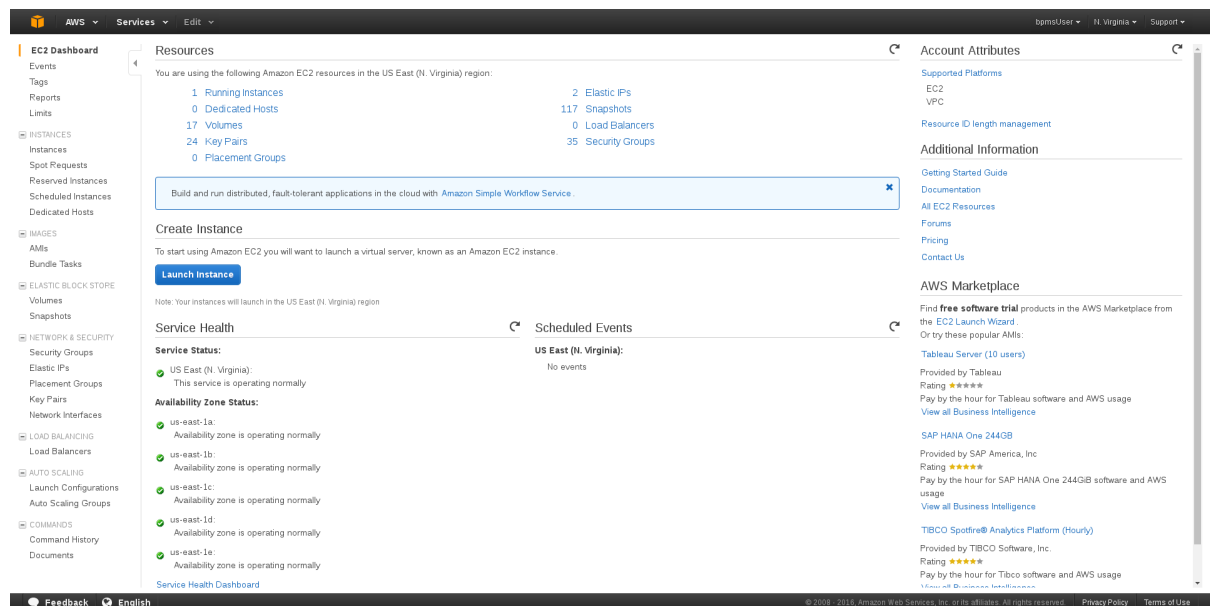 AWS Services Edit bpmsUser N. Virginia Support
EC2 Dashboard
Events
Tags
Reports
Limits
INSTANCES
Instances
Spot Requests
Reserved Instances
Scheduled Instances
Dedicated Hosts
IMAGES
AMIs
Bundle Tasks
ELASTIC BLOCK STORE
Volumes
Snapshots
NETWORK & SECURITY
Security Groups
Elastic IPs
Placement Groups
Key Pairs
Network Interfaces
LOAD BALANCING
Load Balancers
AUTO SCALING
Launch Configurations
Auto Scaling Groups
COMMANDS
Command History
Documents
Resources
You are using the following Amazon EC2 resources in the US East (N. Virginia) region:
1 Running Instances
0 Dedicated Hosts
17 Volumes
24 Key Pairs
0 Placement Groups
2 Elastic IPs
117 Snapshots
0 Load Balancers
35 Security Groups
Build and run distributed, fault-tolerant applications in the cloud with Amazon Simple Workflow Service.
Create Instance
To start using Amazon EC2 you will want to launch a virtual server, known as an Amazon EC2 instance.
Launch Instance
Note: Your instances will launch in the US East (N. Virginia) region
Service Health
Service Status:
US East (N. Virginia):
This service is operating normally
Availability Zone Status:
us-east-1a:
Availability zone is operating normally
us-east-1b:
Availability zone is operating normally
us-east-1c:
Availability zone is operating normally
us-east-1d:
Availability zone is operating normally
us-east-1e:
Availability zone is operating normally
Service Health Dashboard
Scheduled Events
US East (N. Virginia):
No events
Account Attributes
Supported Platforms
EC2
VPC
Resource ID length management
Additional Information
Getting Started Guide
Documentation
All EC2 Resources
Forums
Pricing
Contact Us
AWS Marketplace
Find free software trial products in the AWS Marketplace from
the EC2 Launch Wizard.
Or try these popular AMIs:
Tableau Server (10 users)
Provided by Tableau
Rating
Pay by the hour for Tableau software and AWS usage
View all Business Intelligence
SAP HANA One 244GB
Provided by SAP America, Inc
Rating
Pay by the hour for SAP HANA One 244GiB software and AWS
usage
View all Business Intelligence
TIBCO Spotfire® Analytics Platform (Hourly)
Provided by TIBCO Software, Inc.
Rating
Pay by the hour for Tibco software and AWS usage
View all Business Intelligence
Feedback English © 2008 - 2016, Amazon Web Services, Inc. or its affiliates. All rights reserved. Privacy Policy Terms of Use